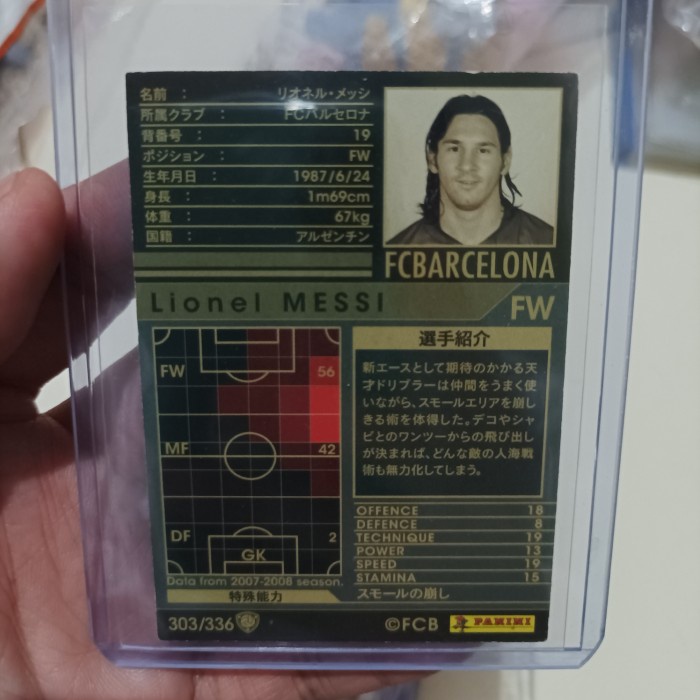 名前 : リオネル・メッシ
所属クラブ : FCバルセロナ
背番号 : 19
ポジション : FW
生年月日 : 1987/6/24
身長 : 1m69cm
体重 : 67kg
国籍 : アルゼンチン
FCBARCELONA
Lionel MESSI FW
FW 56
MF 42
DF 2
GK
Data from 2007-2008 season.
特殊能力
選手紹介
新エースとして期待のかかる天
才ドリブラーは仲間をうまく使
いながら、スモールエリアを崩し
きる術を体得した。デコやシャ
ビとのワンツーからの飛び出し
が決まれば、どんな敵の人海戦
術も無力化してしまう。
OFFENCE 18
DEFENCE 8
TECHNIQUE 19
POWER 13
SPEED 19
STAMINA 15
スモールの崩し
303/336
©FCB PANINI